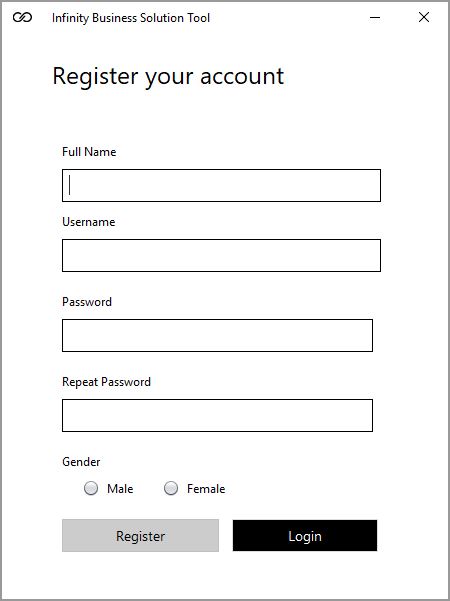 Infinity Business Solution Tool
Register your account
Full Name
Username
Password
Repeat Password
Gender
Male Female
Register Login